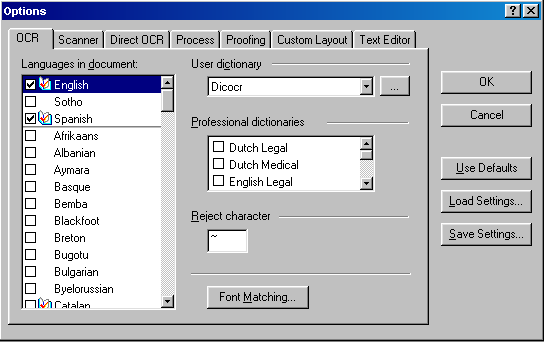 Options
OCR Scanner Direct OCR Process Proofing Custom Layout Text Editor
Languages in document:
English
Sotho
Spanish
Afrikaans
Albanian
Aymara
Basque
Bemba
Blackfoot
Breton
Bugotu
Bulgarian
Byelorussian
Catalan
User dictionary
Dicocr
...
Professional dictionaries
Dutch Legal
Dutch Medical
English Legal
Reject character
~
Font Matching...
OK
Cancel
Use Defaults
Load Settings...
Save Settings...